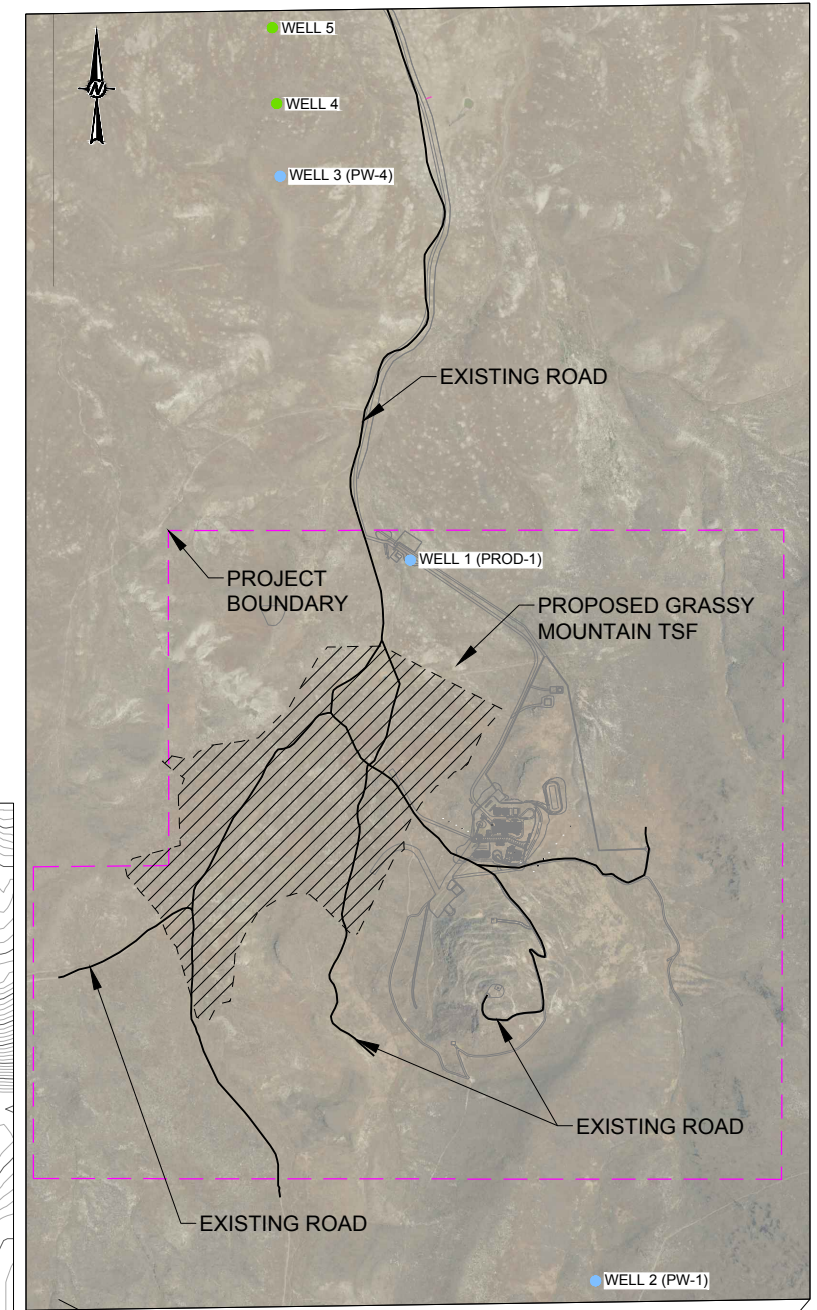 WELL 5
N
WELL 4
WELL 3 (PW-4)
EXISTING ROAD
WELL 1 (PROD-1)
PROJECT
BOUNDARY
PROPOSED GRASSY
MOUNTAIN TSF
EXISTING ROAD
EXISTING ROAD
WELL 2 (PW-1)